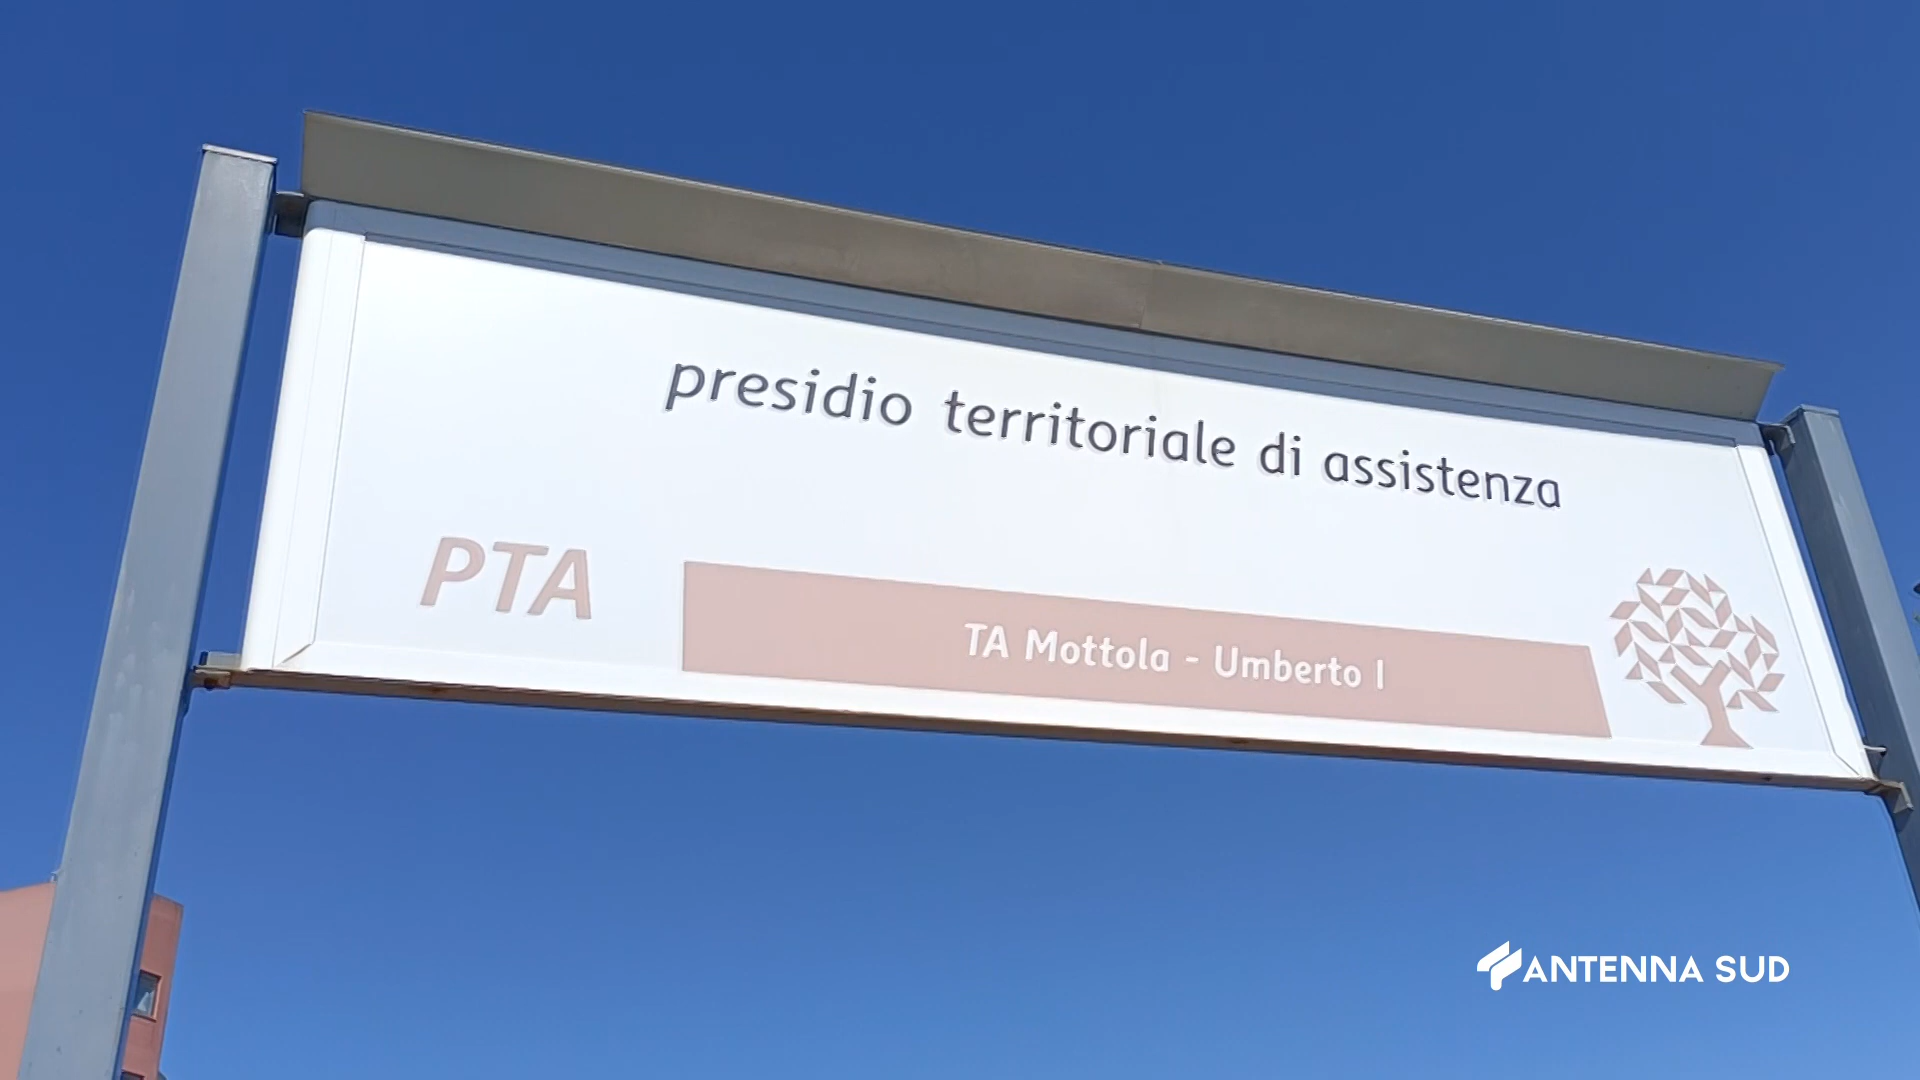 presidio territoriale di assistenza
PTA
TA Mottola - Umberto I
ANTENNA SUD